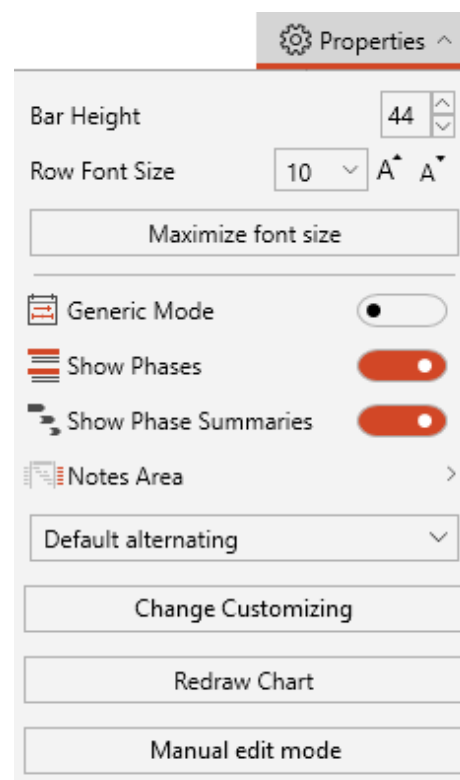 Properties
Bar Height 44
Row Font Size 10 A A
Maximize font size
Generic Mode
Show Phases
Show Phase Summaries
Notes Area
Default alternating
Change Customizing
Redraw Chart
Manual edit mode